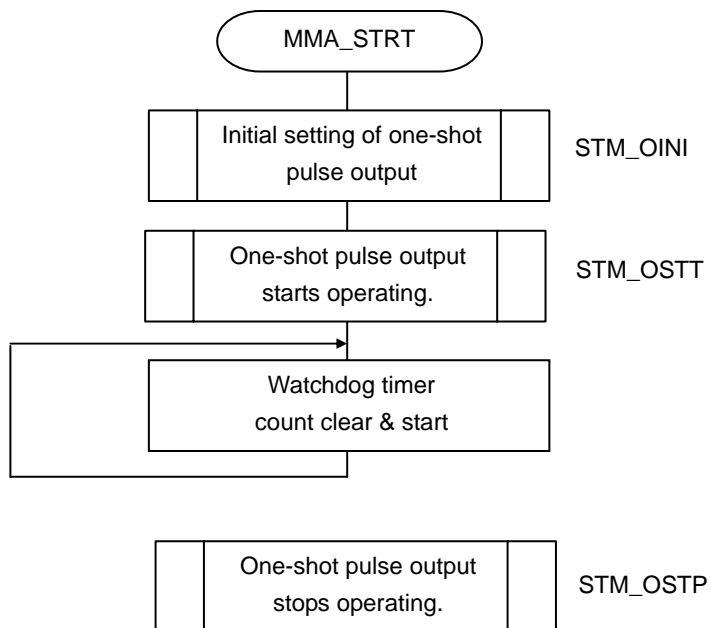 MMA_STRT
Initial setting of one-shot
pulse output
STM_OINI
One-shot pulse output
starts operating.
STM_OSTT
Watchdog timer
count clear & start
One-shot pulse output
stops operating.
STM_OSTP